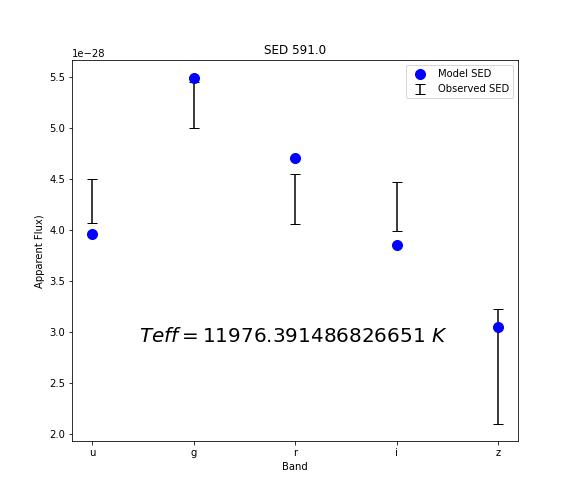 1e−28
SED 591.0
Model SED
Observed SED
5.5
5.0
4.5
4.0
3.5
3.0
2.5
2.0
Apparent Flux)
Teff = 11976.391486826651 K
u g r i z
Band